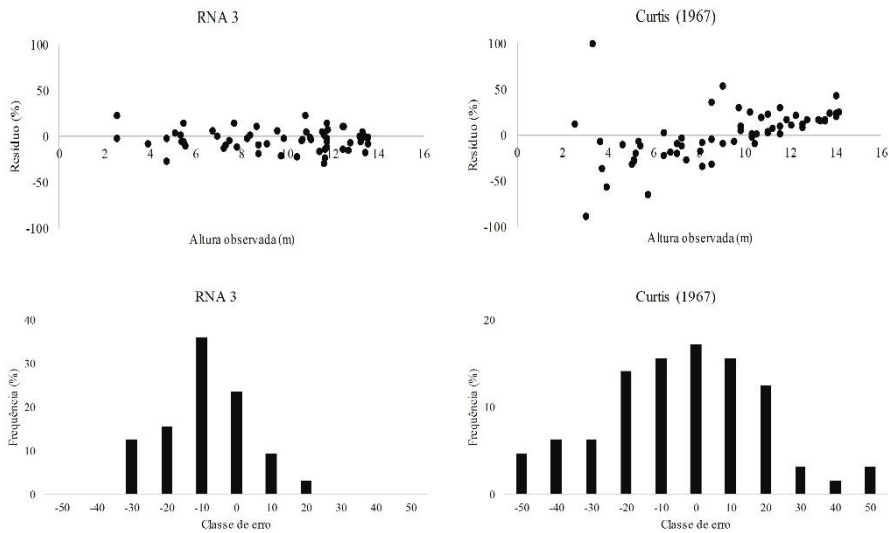 RNA 3
100
50
0
-50
-100
0 2 4 6 8 10 12 14 16
Resíduo (%)
Altura observada (m)
Curtis (1967)
100
50
0
-50
-100
0 2 4 6 8 10 12 14 16
Resíduo (%)
Altura observada (m)
RNA 3
40
30
20
10
0
-50 -40 -30 -20 -10 0 10 20 30 40 50
Frequência (%)
Classe de erro
Curtis (1967)
20
10
0
-50 -40 -30 -20 -10 0 10 20 30 40 50
Frequência (%)
Classe de erro